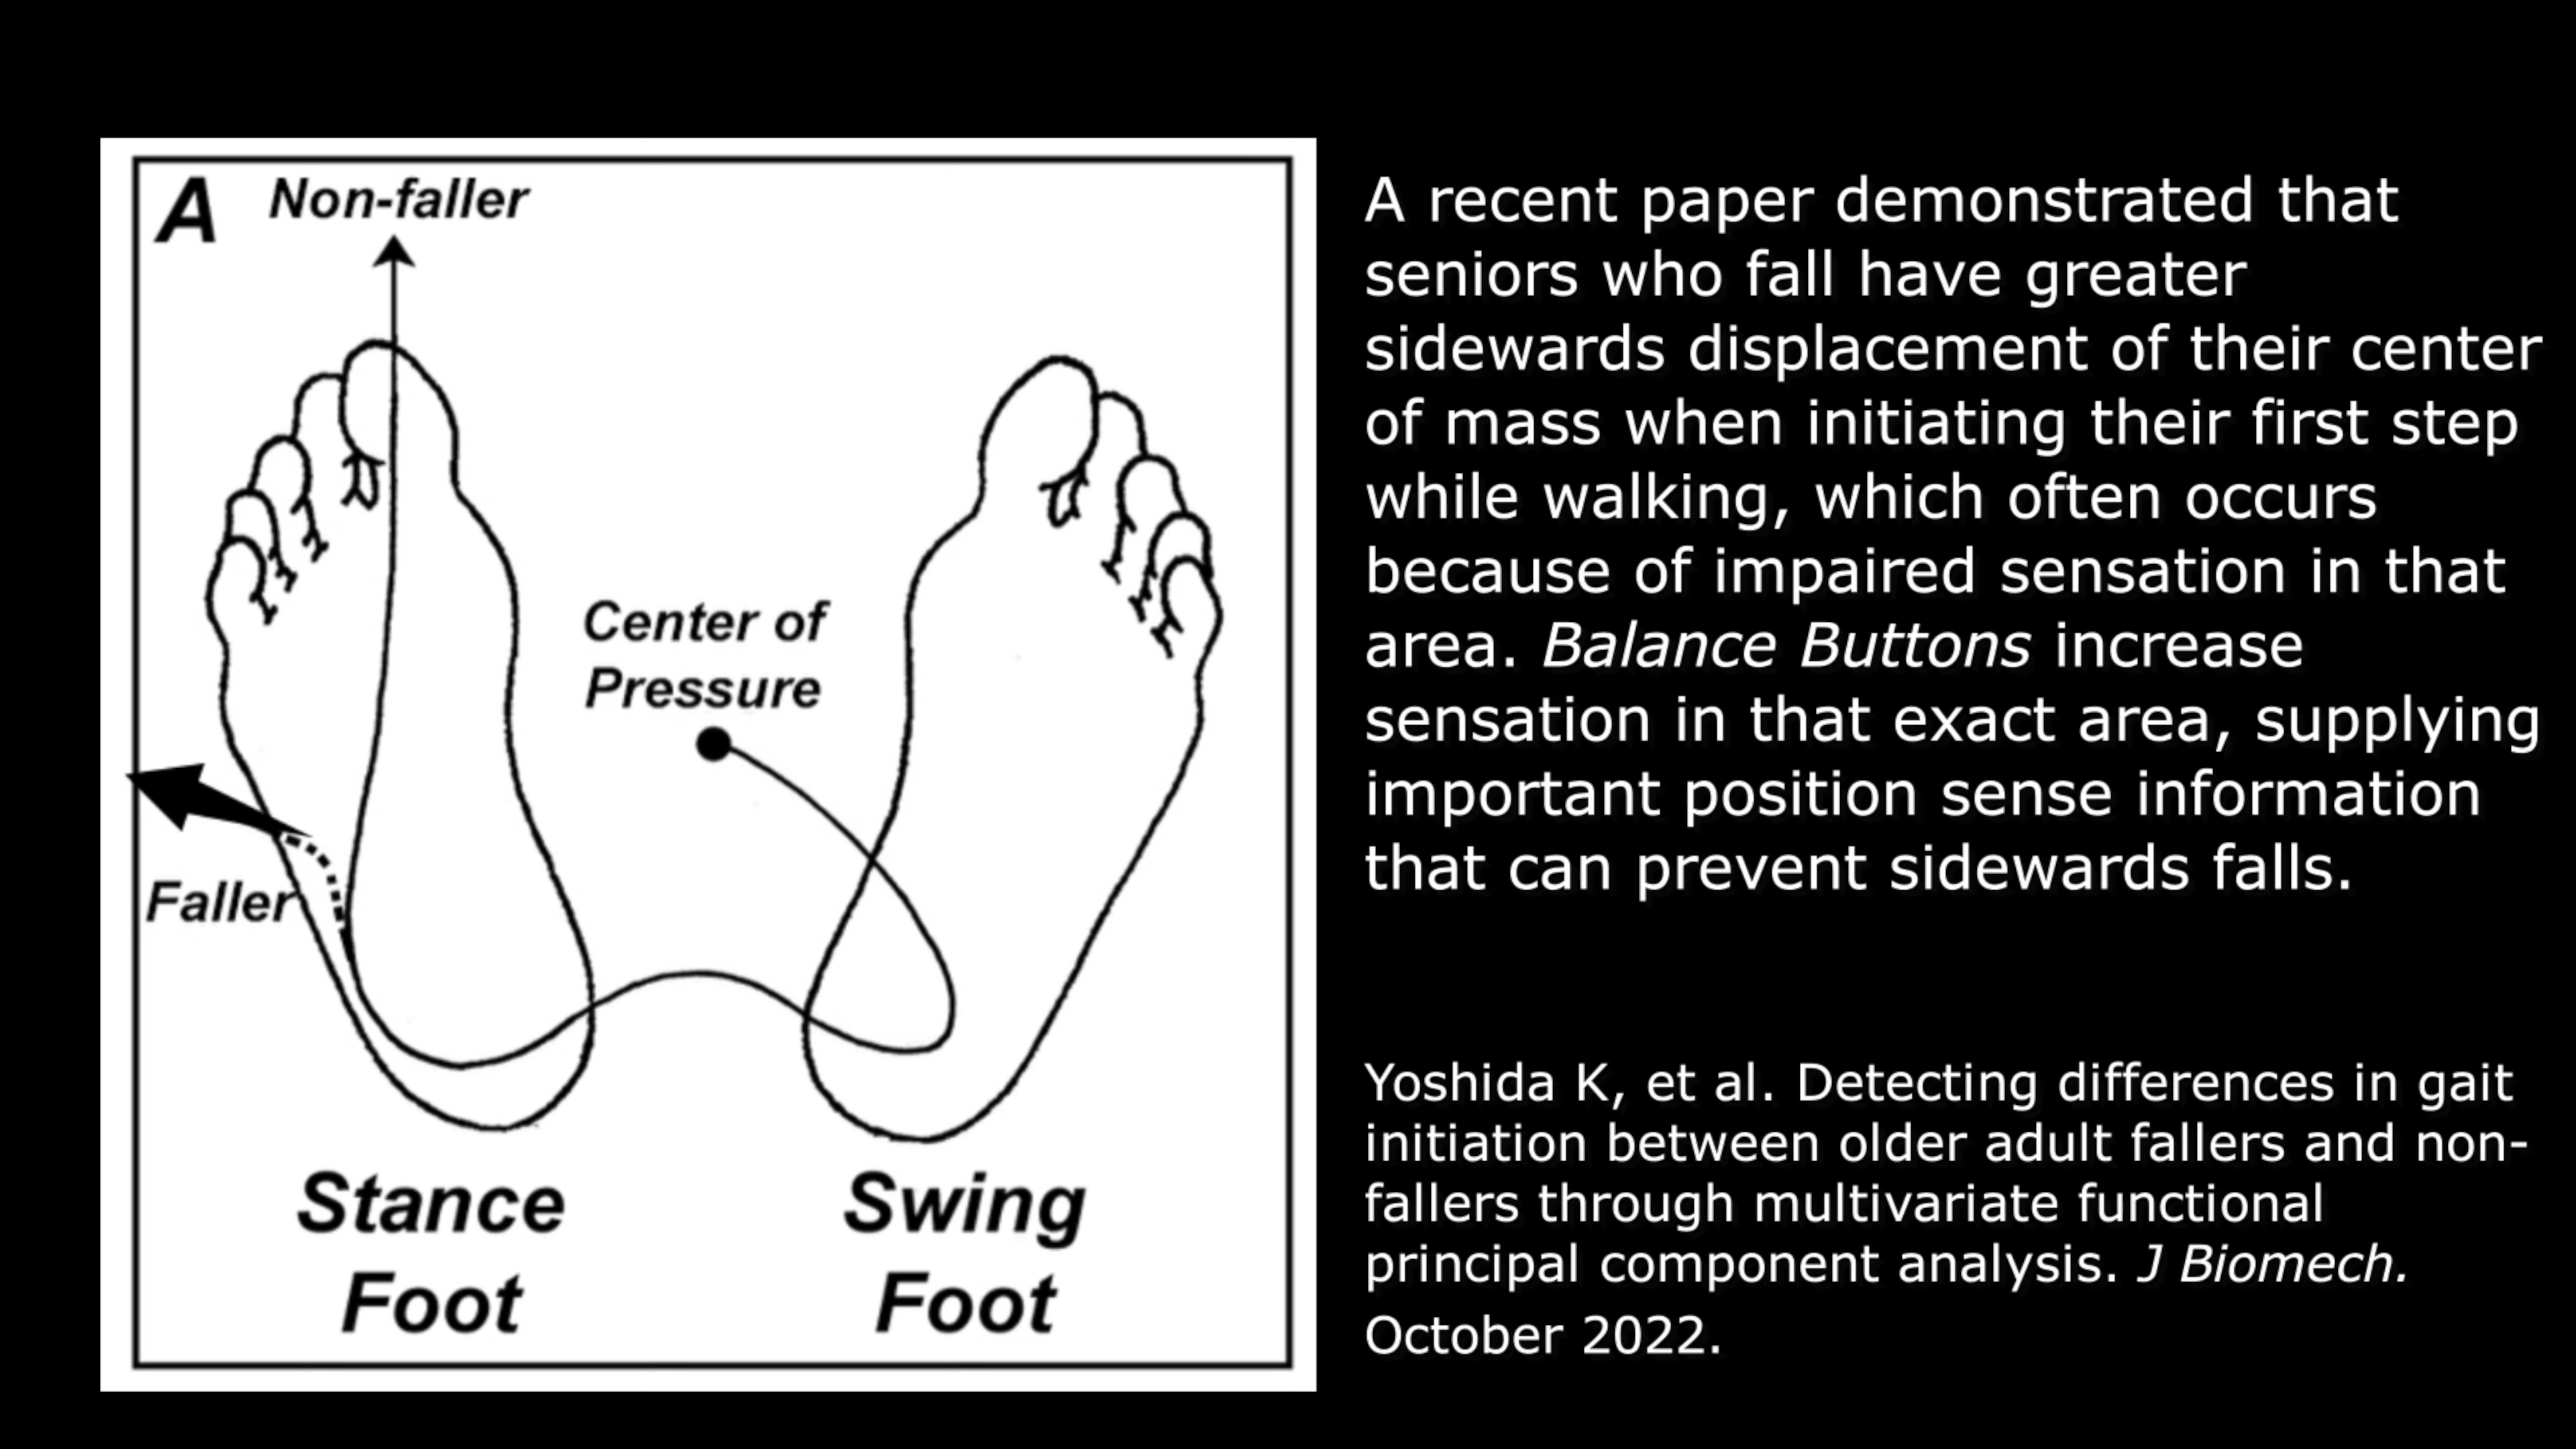 A Non-faller
Center of
Pressure
Faller
Stance
Foot
Swing
Foot
A recent paper demonstrated that
seniors who fall have greater
sidewards displacement of their center
of mass when initiating their first step
while walking, which often occurs
because of impaired sensation in that
area. Balance Buttons increase
sensation in that exact area, supplying
important position sense information
that can prevent sidewards falls.
Yoshida K, et al. Detecting differences in gait
initiation between older adult fallers and non-
fallers through multivariate functional
principal component analysis. J Biomech.
October 2022.